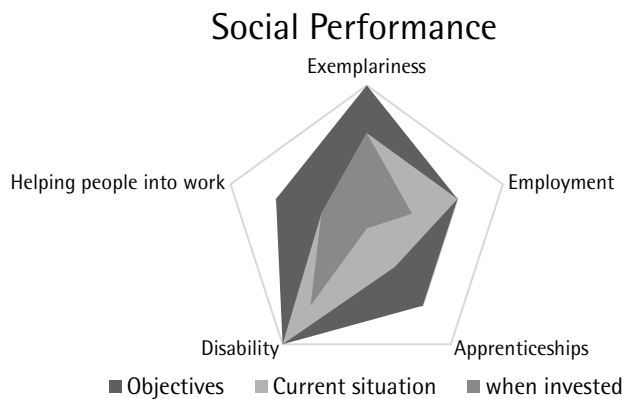 Social Performance
Exemplariness
Helping people into work
Employment
Disability
Apprenticeships
Objectives
Current situation
when invested